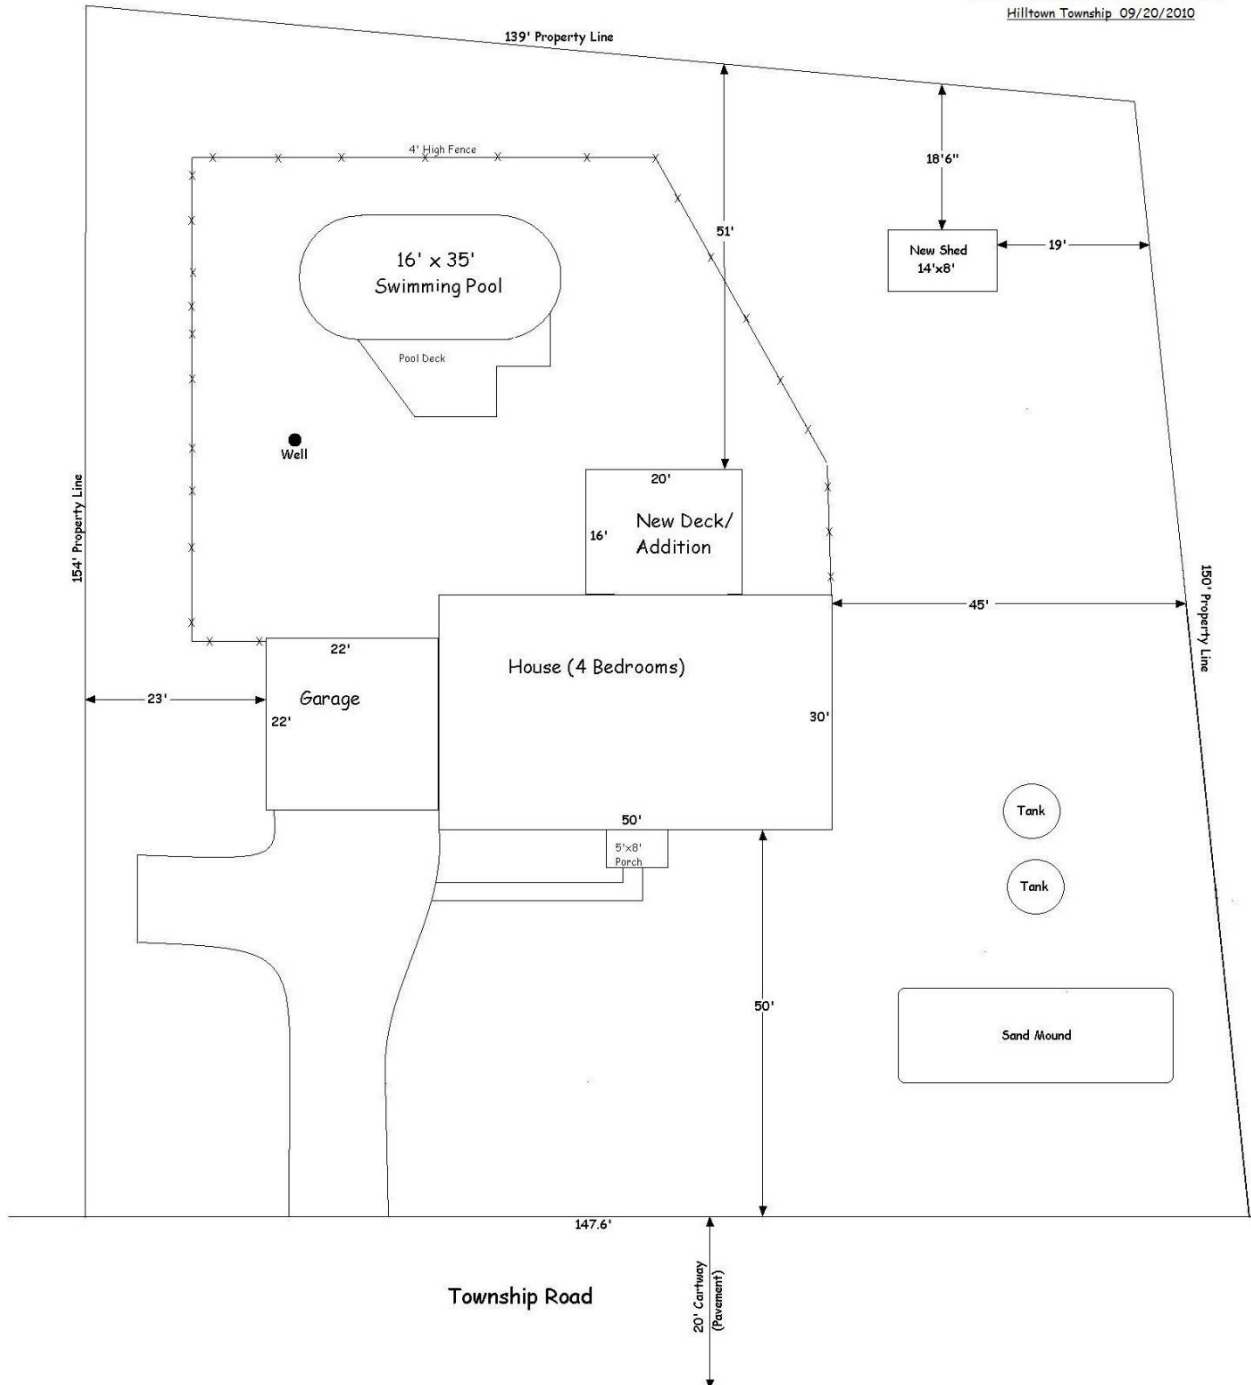 Hilltown Township 09/20/2010
139' Property Line
4' High Fence
18'6"
51'
16' x 35'
Swimming Pool
New Shed
14'x8'
19'
Pool Deck
Well
154' Property Line
20'
16'
New Deck/
Addition
45'
150' Property Line
22'
22'
Garage
23'
House (4 Bedrooms)
30'
50'
5'x8'
Porch
Tank
Tank
50'
Sand Mound
147.6'
Township Road
20' Cartway
(Pavement)